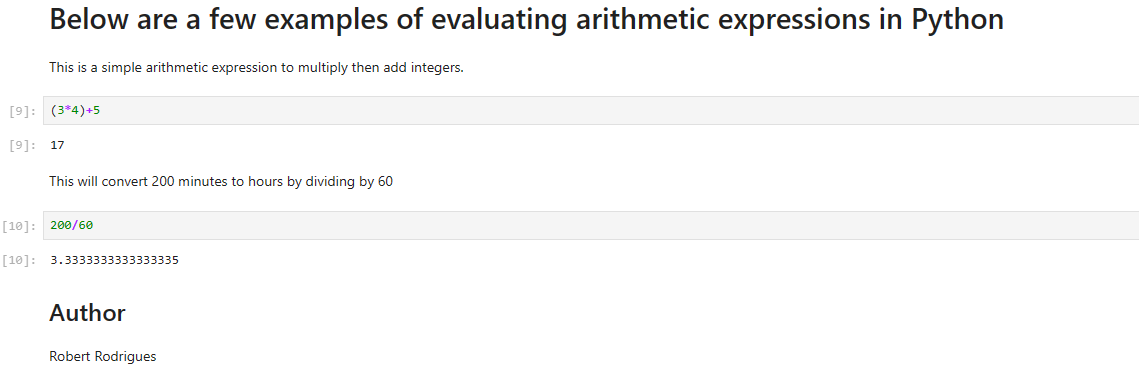 Below are a few examples of evaluating arithmetic expressions in Python
This is a simple arithmetic expression to multiply then add integers.
[9]: (3*4)+5
[9]: 17
This will convert 200 minutes to hours by dividing by 60
[10]: 200/60
[10]: 3.3333333333333335
Author
Robert Rodrigues